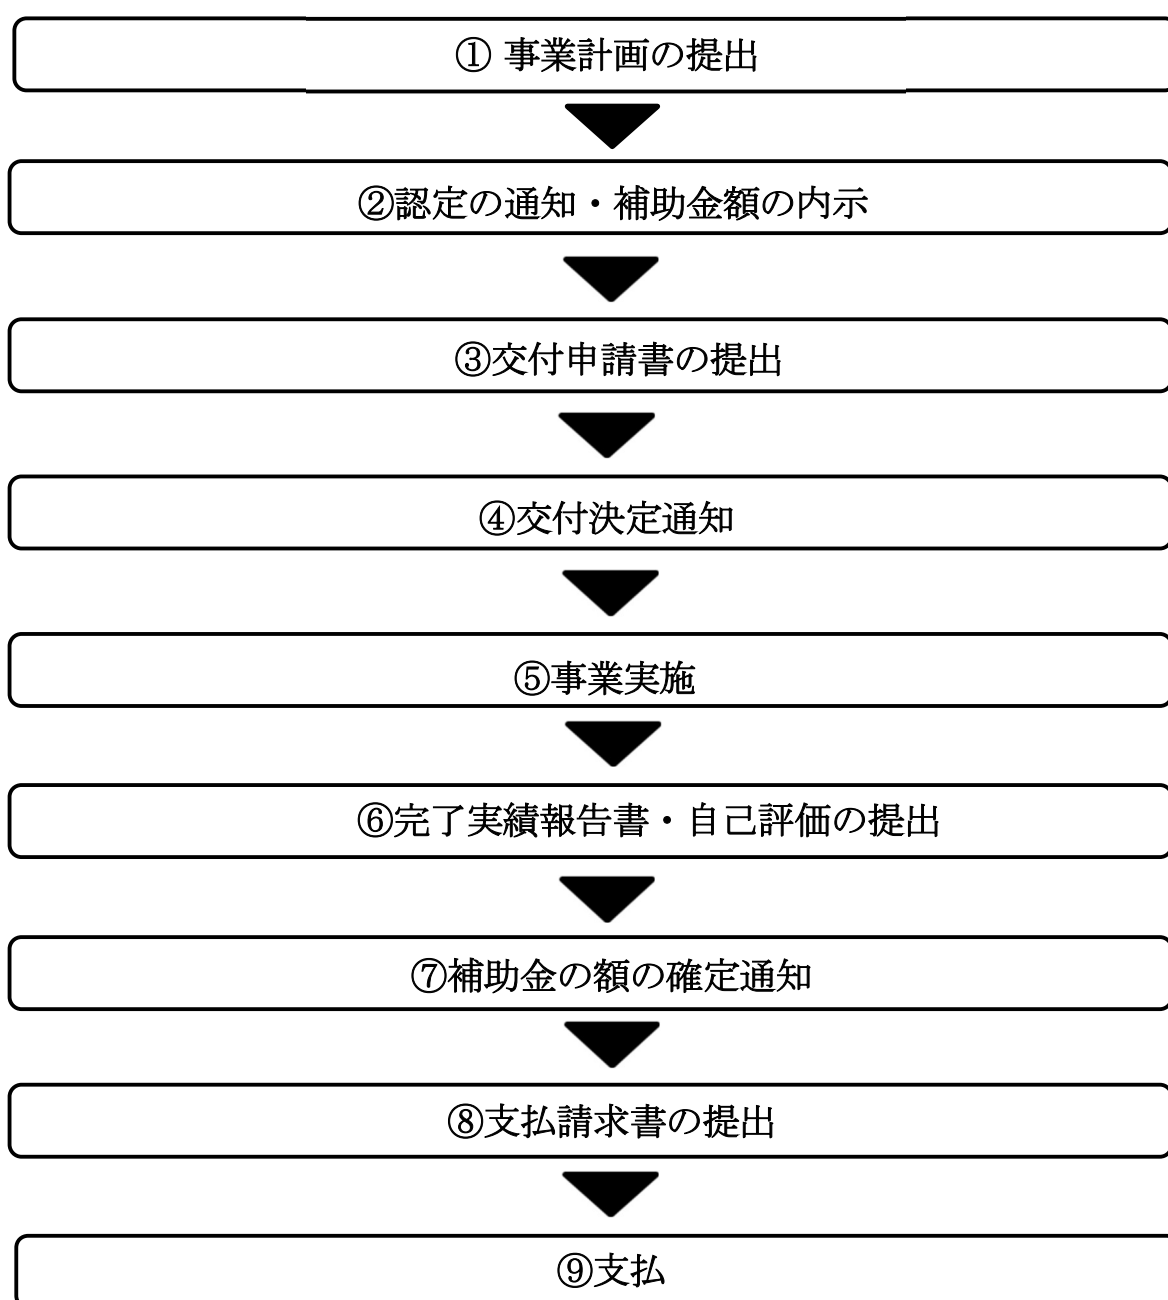 ① 事業計画の提出
②認定の通知・補助金額の内示
③交付申請書の提出
④交付決定通知
⑤事業実施
⑥完了実績報告書・自己評価の提出
⑦補助金の額の確定通知
⑧支払請求書の提出
⑨支払